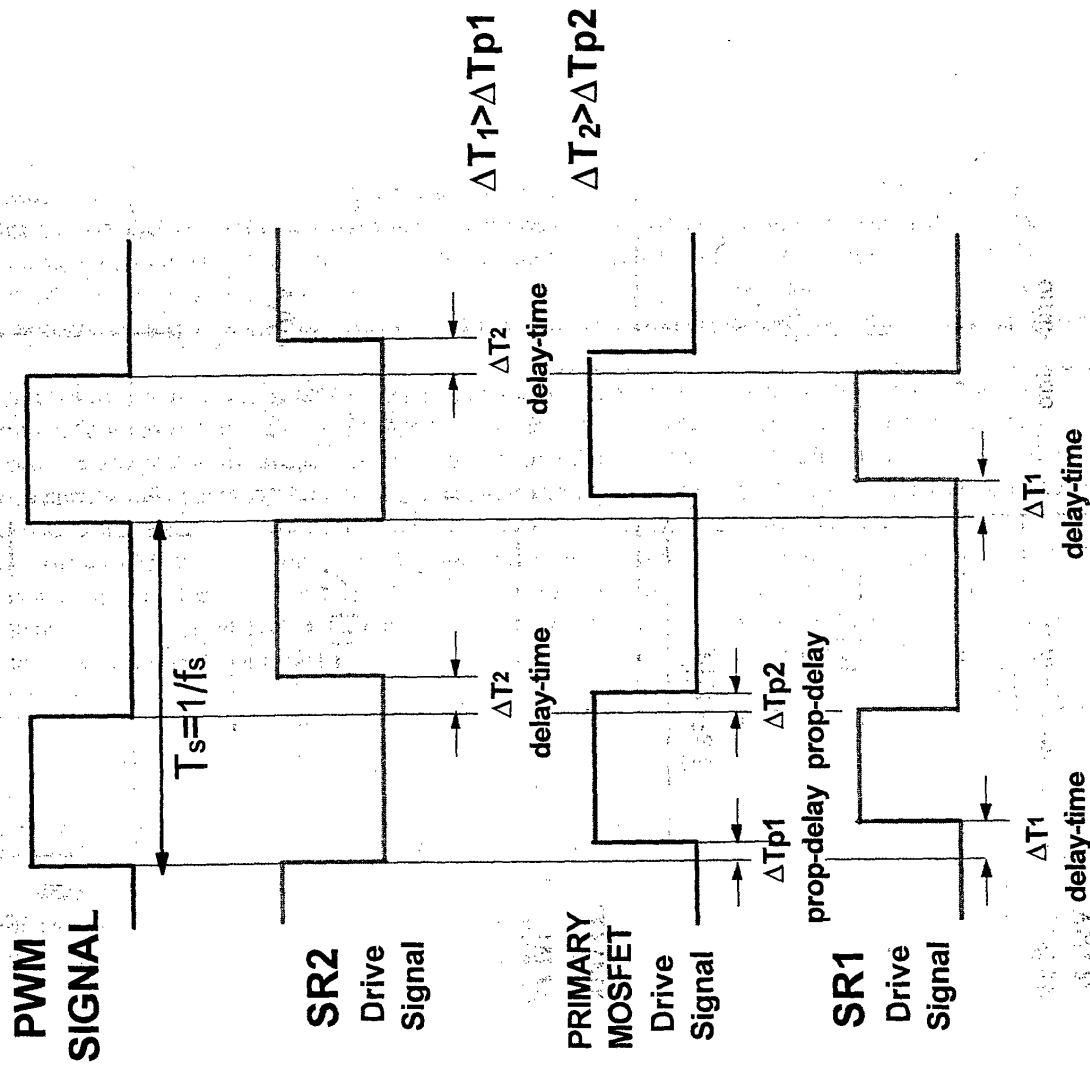 PWM
SIGNAL
Ts=1/fs
SR2
Drive
Signal
ΔT2
delay-time
ΔT2
delay-time
ΔT1>ΔTp1
ΔT2>ΔTp2
PRIMARY
MOSFET
Drive
Signal
ΔTp1
prop-delay
ΔTp2
prop-delay
SR1
Drive
Signal
ΔT1
delay-time
ΔT1
delay-time